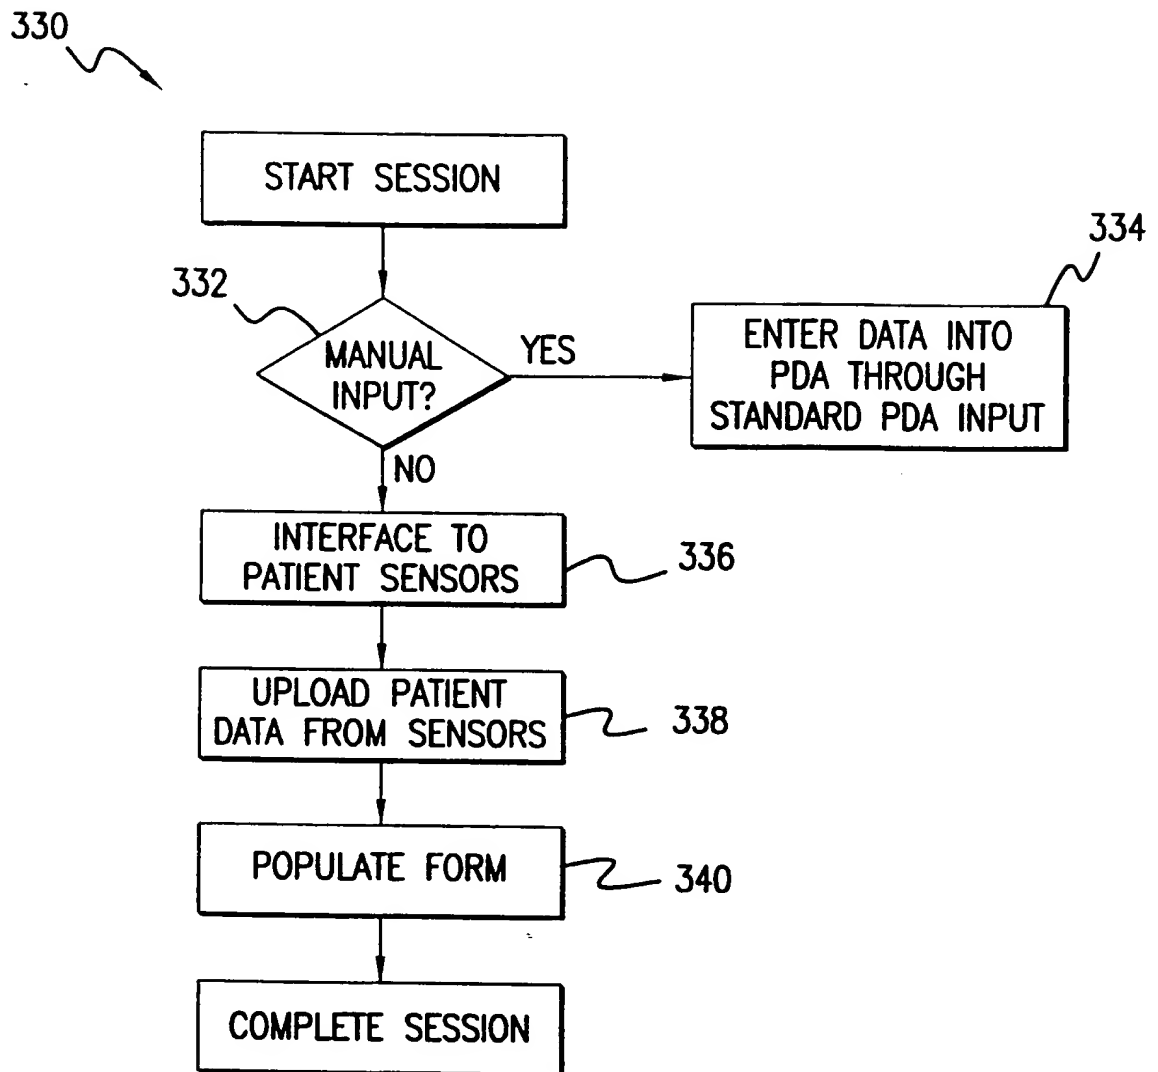 330
START SESSION
332
MANUAL
INPUT?
YES
334
ENTER DATA INTO
PDA THROUGH
STANDARD PDA INPUT
NO
INTERFACE TO
PATIENT SENSORS
336
UPLOAD PATIENT
DATA FROM SENSORS
338
POPULATE FORM
340
COMPLETE SESSION